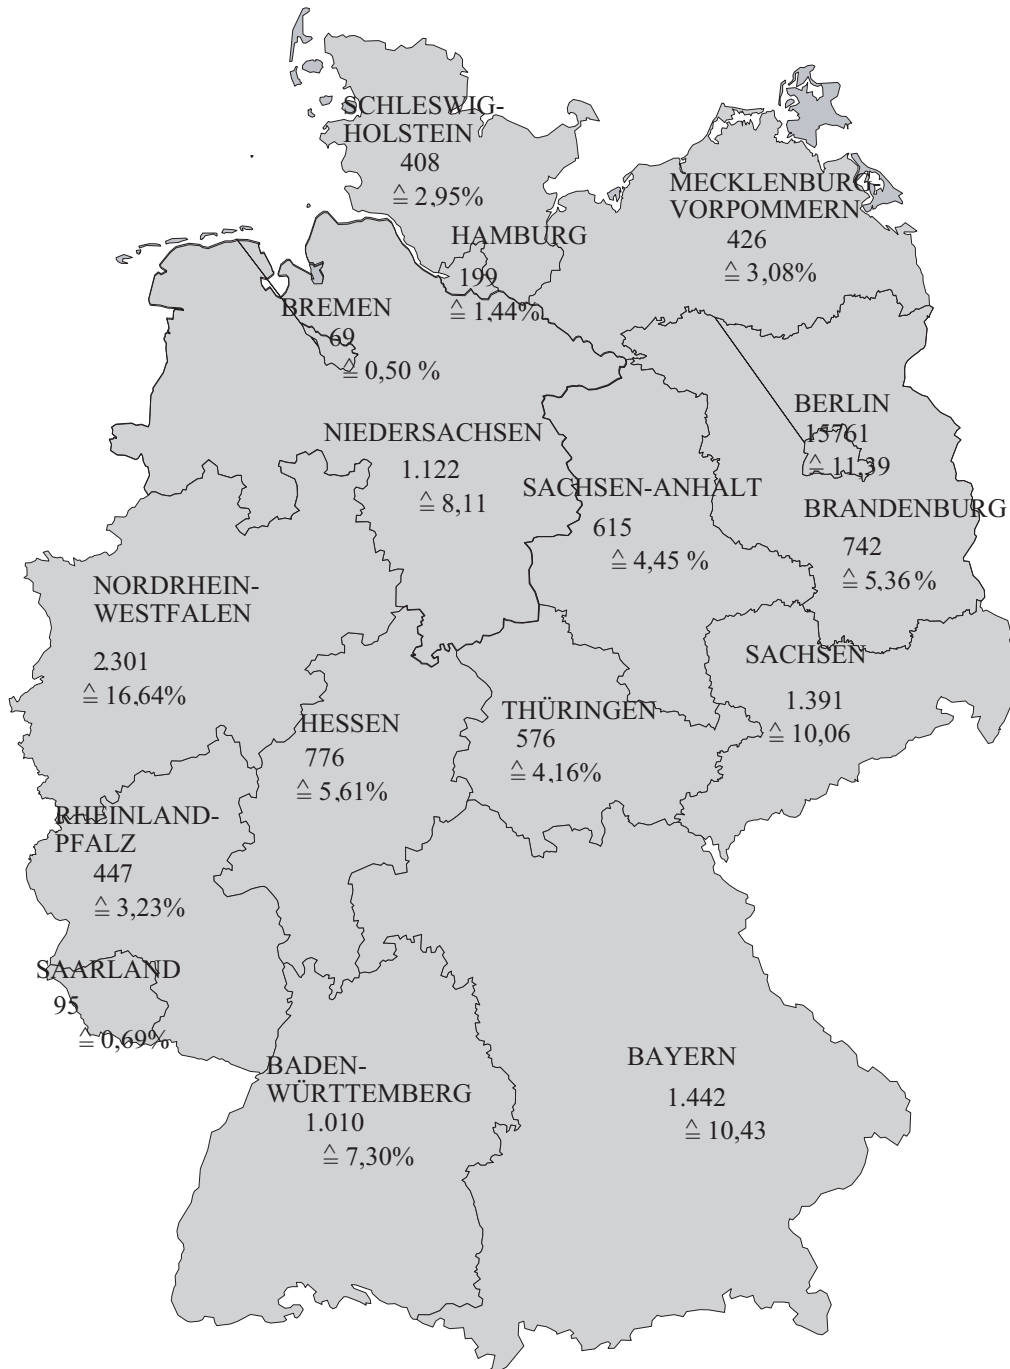 SCHLESWIG-
HOLSTEIN
408
≙ 2,95%
MECKLENBURG-
VORPOMMERN
426
≙ 3,08%
HAMBURG
199
≙ 1,44%
BREMEN
69
≙ 0,50 %
BERLIN
15761
≙ 11,39
NIEDERSACHSEN
1.122
≙ 8,11
SACHSEN-ANHALT
615
≙ 4,45 %
BRANDENBURG
742
≙ 5,36 %
NORDRHEIN-
WESTFALEN
2.301
≙ 16,64%
SACHSEN
1.391
≙ 10,06
HESSEN
776
≙ 5,61%
THÜRINGEN
576
≙ 4,16%
RHEINLAND-
PFALZ
447
≙ 3,23%
SAARLAND
95
≙ 0,69%
BADEN-
WÜRTTEMBERG
1.010
≙ 7,30%
BAYERN
1.442
≙ 10,43